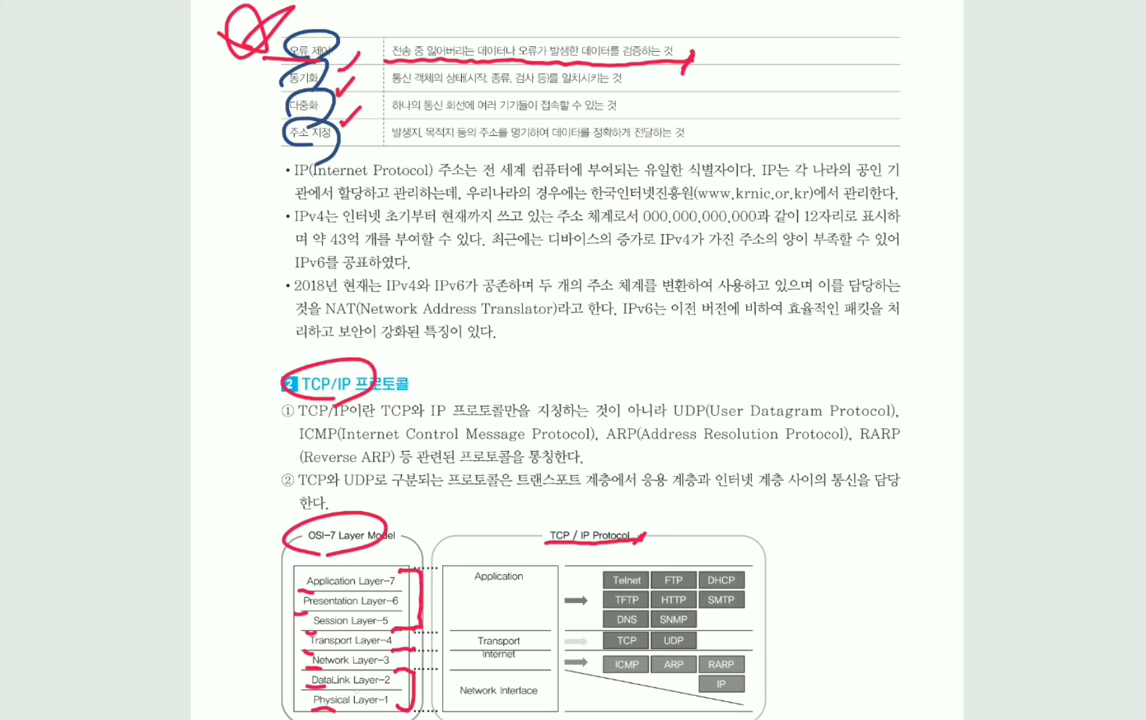 오류 제어 전송 중 잃어버리는 데이터나 오류가 발생한 데이터를 검증하는 것
동기화 통신 객체의 상태(시작, 종류, 검사 등)를 일치시키는 것
다중화 하나의 통신 회선에 여러 기기들이 접속할 수 있는 것
주소 지정 발생지, 목적지 등의 주소를 명기하여 데이터를 정확하게 전달하는 것
• IP(Internet Protocol) 주소는 전 세계 컴퓨터에 부여되는 유일한 식별자이다. IP는 각 나라의 공인 기
관에서 할당하고 관리하는데, 우리나라의 경우에는 한국인터넷진흥원(www.krnic.or.kr)에서 관리한다.
• IPv4는 인터넷 초기부터 현재까지 쓰고 있는 주소 체계로서 000.000.000.000과 같이 12자리로 표시하
며 약 43억 개를 부여할 수 있다. 최근에는 디바이스의 증가로 IPv4가 가진 주소의 양이 부족할 수 있어
IPv6를 공표하였다.
• 2018년 현재는 IPv4와 IPv6가 공존하며 두 개의 주소 체계를 변환하여 사용하고 있으며 이를 담당하는
것을 NAT(Network Address Translator)라고 한다. IPv6는 이전 버전에 비하여 효율적인 패킷을 처
리하고 보안이 강화된 특징이 있다.
2 TCP/IP 프로토콜
① TCP/IP이란 TCP와 IP 프로토콜만을 지칭하는 것이 아니라 UDP(User Datagram Protocol),
ICMP(Internet Control Message Protocol), ARP(Address Resolution Protocol), RARP
(Reverse ARP) 등 관련된 프로토콜을 통칭한다.
② TCP와 UDP로 구분되는 프로토콜은 트랜스포트 계층에서 응용 계층과 인터넷 계층 사이의 통신을 담당
한다.
OSI-7 Layer Model TCP / IP Protocol
Application Layer-7 Application Telnet FTP DHCP
Presentation Layer-6 TFTP HTTP SMTP
Session Layer-5 DNS SNMP
Transport Layer-4 Transport TCP UDP
Network Layer-3 Internet ICMP ARP RARP
DataLink Layer-2 Network Interface IP
Physical Layer-1